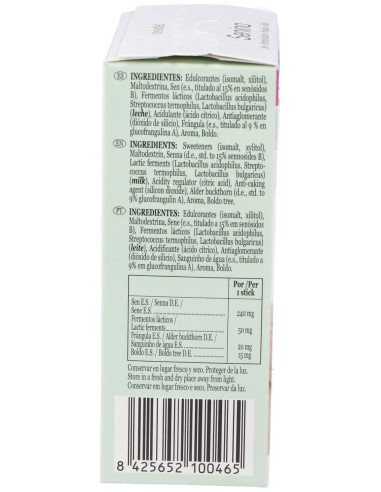 Senno
ES INGREDIENTES: Edulcorantes (isomalt, xilitol),
Maltodextrina, Sen (e.s., titulado al 15% en senósidos
B), Fermentos lácticos (Lactobacillus acidophilus,
Streptococcus termophilus, Lactobacillus bulgaricus)
(leche), Acidulante (ácido cítrico), Antiaglomerante
(dióxido de silicio), Frángula (e.s., titulado al 9 % en
glucofrangulina A), Aroma, Boldo.
EN INGREDIENTS: Sweeteners (isomalt, xylitol),
Maltodextrin, Senna (d.e., std. to 15% sennosides B),
Lactic ferments (Lactobacillus acidophilus, Strepto-
coccus termophilus, Lactobacillus bulgaricus)
(milk), Acidity regulator (citric acid), Anti-caking
agent (silicon dioxide), Alder buckthorn (d.e., std. to
9% glucofrangulin A), Aroma, Boldo tree.
PT INGREDIENTES: Edulcorantes (isomalt, xilitol),
Maltodextrina, Sene (e.s., titulano a 15% em senosídeos
B), Fermentos lácticos (Lactobacillus acidophilus,
Streptococcus termophilus, Lactobacillus bulgaricus)
(leite), Acidificante (ácido cítrico), Antiaglomerante
(dióxido de silício), Sanguinho de água (e.s., titulado a
9% em glucofrangulina A), Aroma, Boldo.
Por /Per
1 stick
Sen E.S. / Senna D.E. /
Sene E.S. 240 mg
Fermentos lácticos /
Lactic ferments 50 mg
Frángula E.S. / Alder buckthorn D.E. /
Sanguinho de água E.S. 20 mg
Boldo E.S. / Boldo tree D.E. 15 mg
Conservar en lugar fresco y seco. Proteger de la luz.
Store in a fresh and dry place away from light.
Conservar em lugar fresco e seco. Preservar da luz.
8 425652 100465